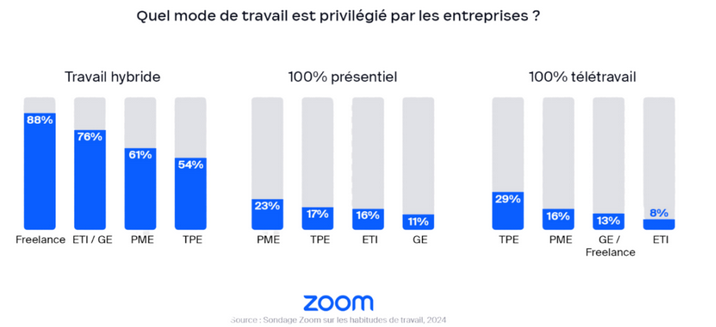 Quel mode de travail est privilégié par les entreprises ?
Travail hybride
88%
76%
61%
54%
Freelance ETI / GE PME TPE
100% présentiel
23%
17%
16%
11%
PME TPE ETI GE
100% télétravail
29%
16%
13%
8%
TPE PME GE / Freelance ETI
zoom
Source : Sondage Zoom sur les habitudes de travail, 2024